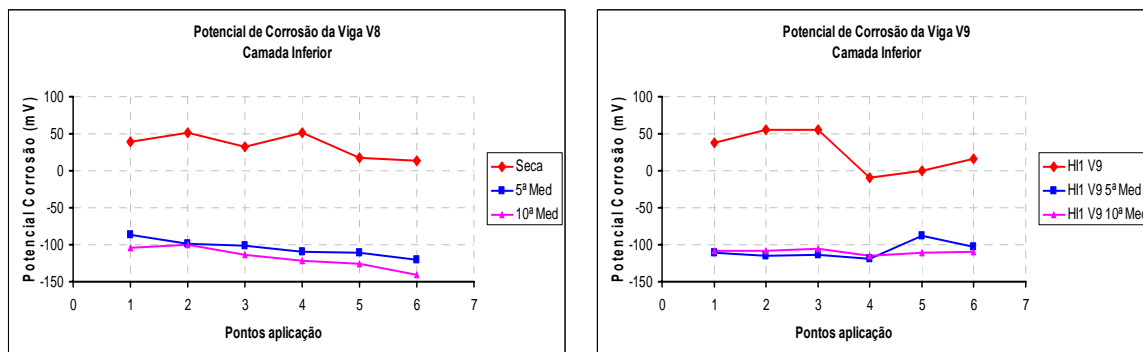 Potencial de Corrosão da Viga V8
Camada Inferior
Potencial Corrosão (mV)
100
50
0
-50
-100
-150
0 1 2 3 4 5 6 7
Pontos aplicação
Seca
5ª Med
10ª Med
Potencial de Corrosão da Viga V9
Camada Inferior
Potencial Corrosão (mV)
100
50
0
-50
-100
-150
0 1 2 3 4 5 6 7
Pontos aplicação
HI1 V9
HI1 V9 5ª Med
HI1 V9 10ª Med